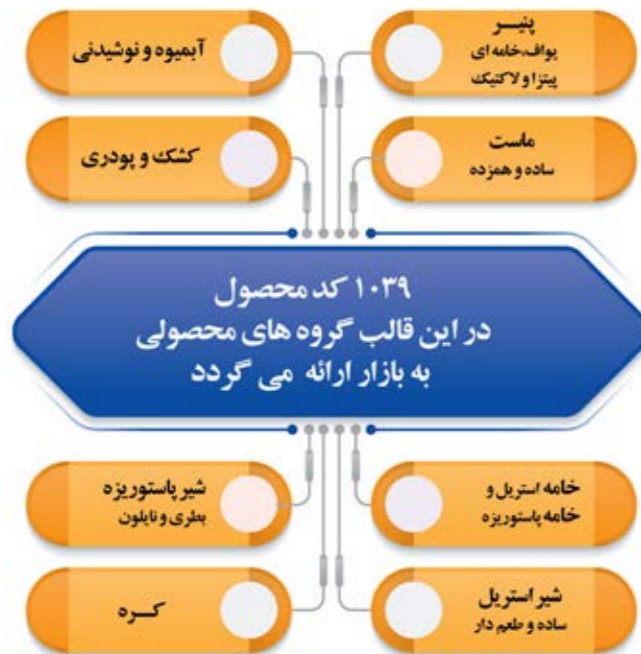 پنیر
یواف،خامه ای
پیتزا و لاکتیک
آبمیوه و نوشیدنی
ماست
ساده و همزده
کشک و پودری
۱۰۳۹ کد محصول
در این قالب گروه های محصولی
به بازار ارائه می گردد
خامه استریل و
خامه پاستوریزه
شیر پاستوریزه
بطری و نایلون
شیر استریل
ساده و طعم دار
کره